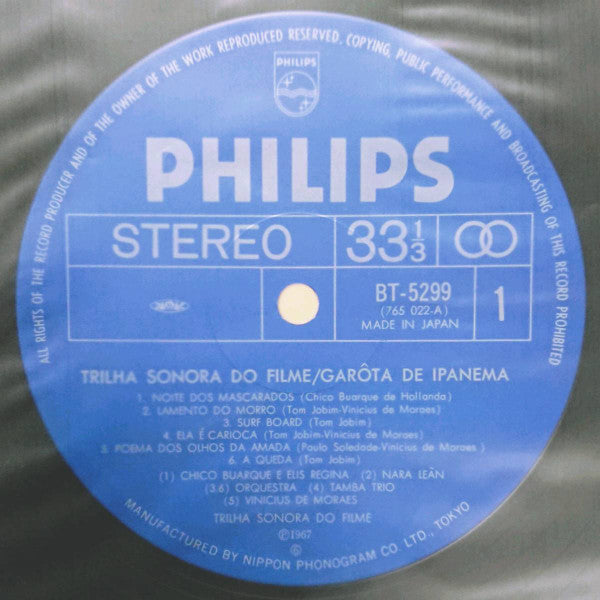 ALL RIGHTS OF THE RECORD PRODUCER AND OF THE OWNER OF THE WORK REPRODUCED RESERVED, COPYING, PUBLIC PERFORMANCE AND BROADCASTING OF THIS RECORD PROHIBITED
PHILIPS
PHILIPS
STEREO 33 1/3
BT-5299 1
(765 022-A)
MADE IN JAPAN
TRILHA SONORA DO FILME/GARÔTA DE IPANEMA
1. NOITE DOS MASCARADOS (Chico Buarque de Hollanda)
2. LAMENTO DO MORRO (Tom Jobim-Vinicius de Moraes)
3. SURF BOARD (Tom Jobim)
4. ELA É CARIOCA (Tom Jobim-Vinicius de Moraes)
5. POEMA DOS OLHOS DA AMADA (Paulo Soledade-Vinicius de Moraes)
6. A QUEDA (Tom Jobim)
(1) CHICO BUARQUE E ELIS REGINA (2) NARA LEÃN
(3.6) ORQUESTRA (4) TAMBA TRIO
(5) VINICIUS DE MORAES
TRILHA SONORA DO FILME
Ⓟ1967
MANUFACTURED BY NIPPON PHONOGRAM CO. LTD., TOKYO